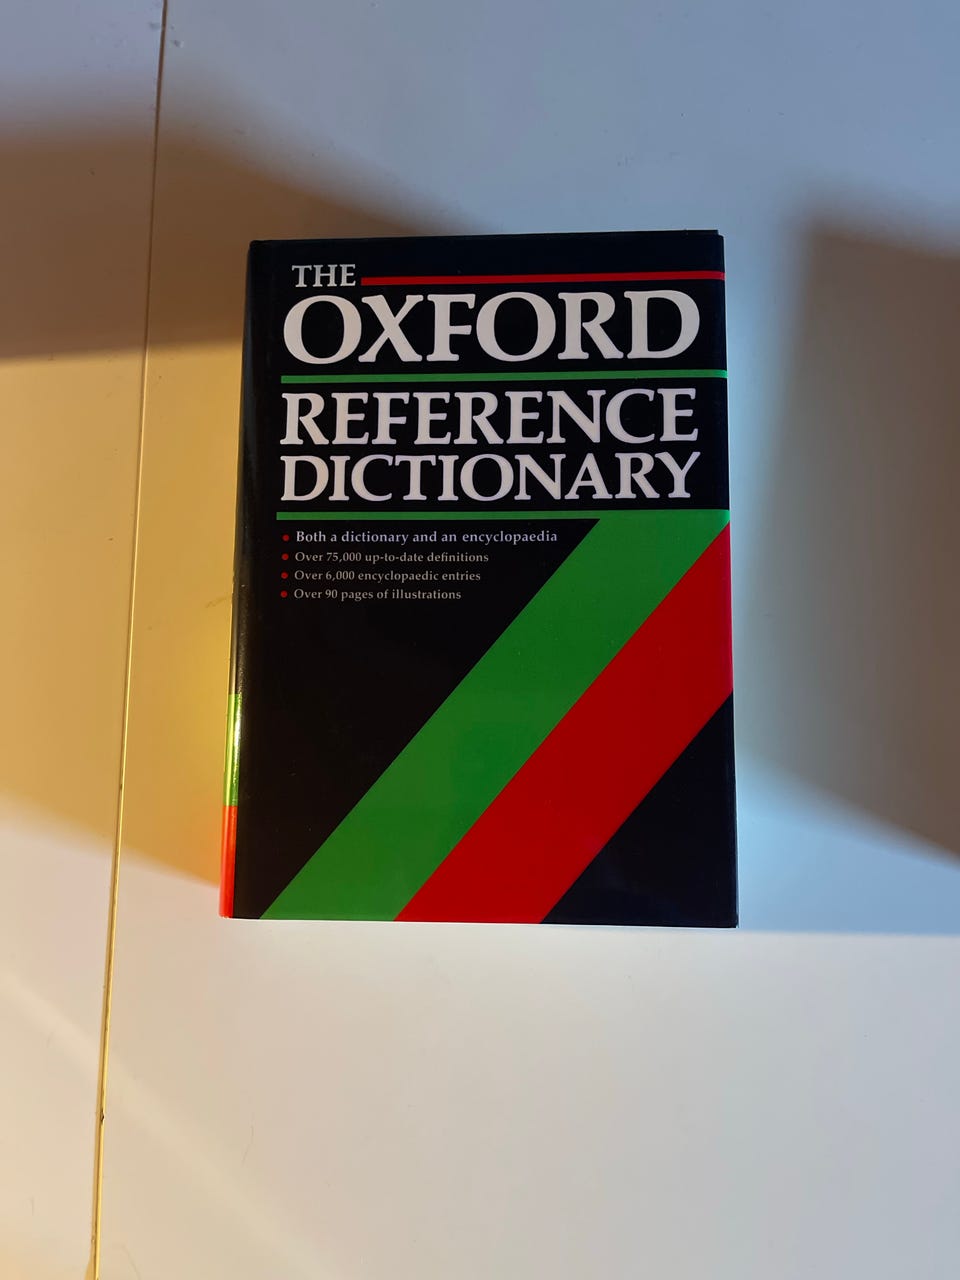 THE
OXFORD
REFERENCE
DICTIONARY
• Both a dictionary and an encyclopaedia
• Over 75,000 up-to-date definitions
• Over 6,000 encyclopaedic entries
• Over 90 pages of illustrations